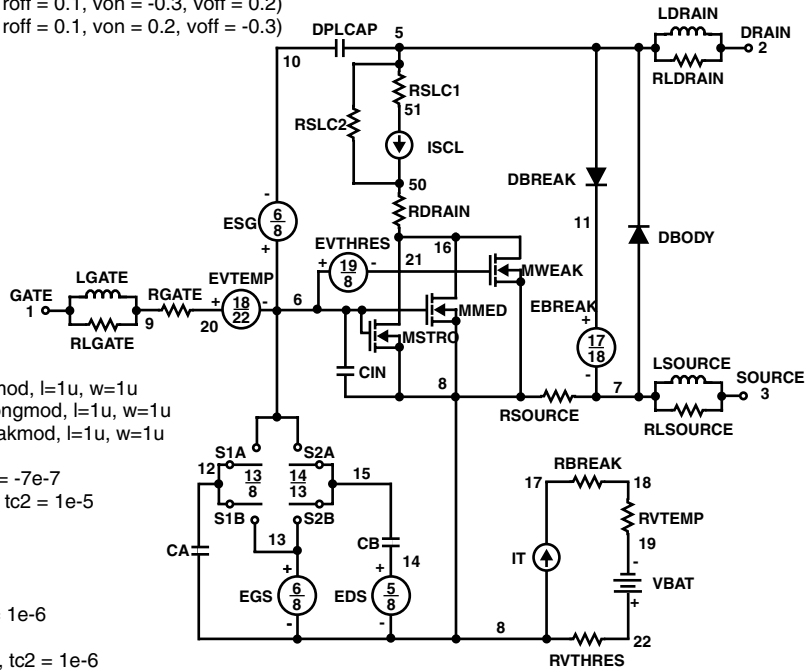 roff = 0.1, von = -0.3, voff = 0.2)
roff = 0.1, von = 0.2, voff = -0.3)
LDRAIN
DPLCAP
5
DRAIN
2
10
RLDRAIN
RSLC1
51
RSLC2
ISCL
50
DBREAK
-
6
8
ESG
+
RDRAIN
11
DBODY
EVTHRES
16
+
19
8
-
21
MWEAK
LGATE
EVTEMP
GATE
1
RGATE
+
18
22
-
6
EBREAK
MMED
9
20
RLGATE
MSTRO
+
17
18
-
CIN
LSOURCE
mod, l=1u, w=1u
8
7
SOURCE
3
ongmod, l=1u, w=1u
RSOURCE
akmod, l=1u, w=1u
RLSOURCE
S1A
S2A
RBREAK
= -7e-7
12
13
8
14
13
15
17
18
tc2 = 1e-5
RVTEMP
S1B
S2B
13
CB
19
CA
14
IT
-
VBAT
+
+
EGS
6
8
-
+
EDS
5
8
-
= 1e-6
8
22
, tc2 = 1e-6
RVTHRES